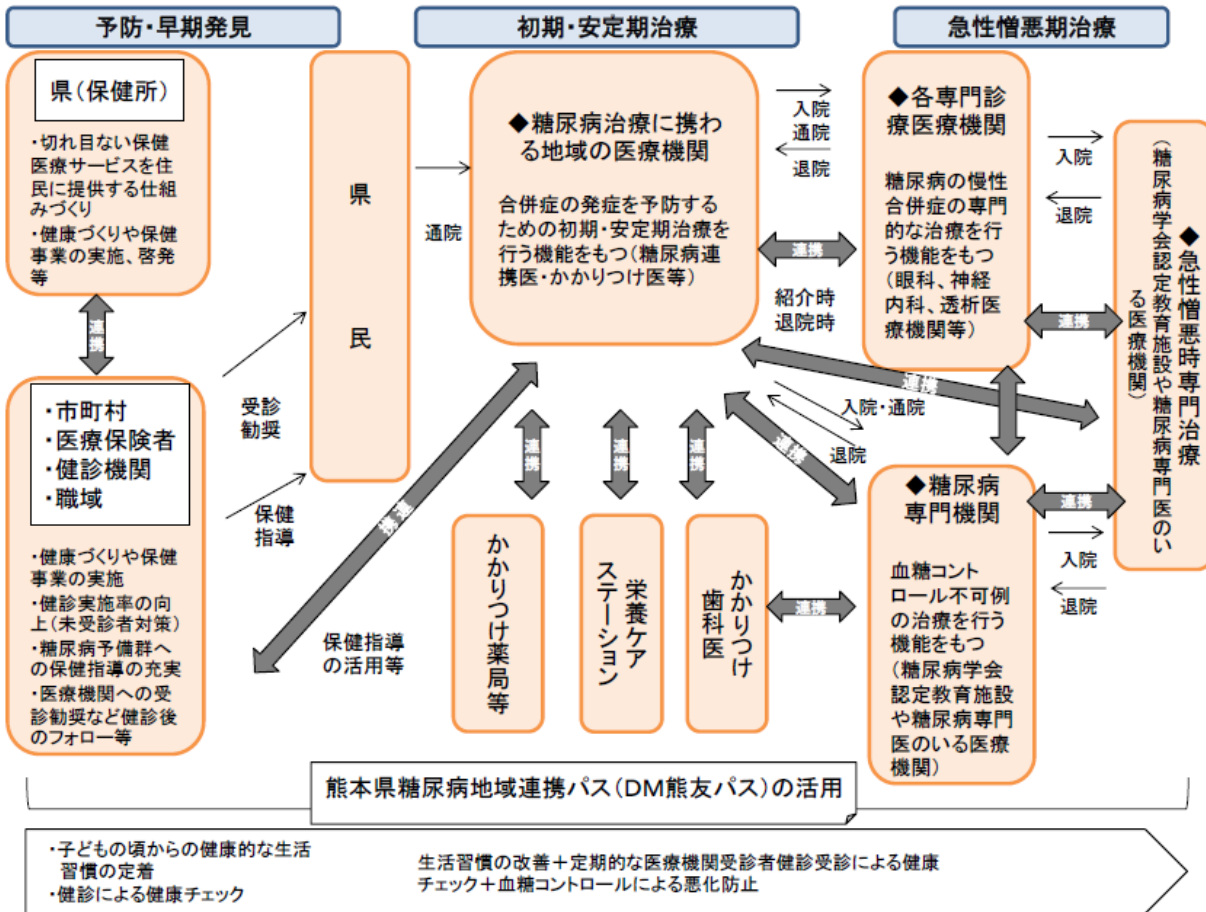 予防・早期発見
初期・安定期治療
急性憎悪期治療
県(保健所)
・切れ目ない保健
医療サービスを住
民に提供する仕組
みづくり
・健康づくりや保健
事業の実施、啓発
等
連携
・市町村
・医療保険者
・健診機関
・職域
・健康づくりや保健
事業の実施
・健診実施率の向
上(未受診者対策)
・糖尿病予備群へ
の保健指導の充実
・医療機関への受
診勧奨など健診後
のフォロー等
受診
勧奨
保健
指導
県
民
通院
◆糖尿病治療に携わ
る地域の医療機関
合併症の発症を予防する
ための初期・安定期治療を
行う機能をもつ(糖尿病連
携医・かかりつけ医等)
入院
通院
退院
連携
紹介時
退院時
◆各専門診
療医療機関
糖尿病の慢性
合併症の専門
的な治療を行
う機能をもつ
(眼科、神経
内科、透析医
療機関等)
入院
退院
連携
◆急性憎悪時専門治療
(糖尿病学会認定教育施設や糖尿病専門医のい
る医療機関)
連携
入院・通院
退院
連携
連携
保健指導
の活用等
連携
連携
連携
かかりつけ薬局等
栄養ケア
ステーション
かかりつけ
歯科医
連携
◆糖尿病
専門機関
血糖コント
ロール不可例
の治療を行う
機能をもつ
(糖尿病学会
認定教育施設
や糖尿病専門
医のいる医療
機関)
連携
入院
退院
熊本県糖尿病地域連携パス(DM熊友パス)の活用
・子どもの頃からの健康的な生活
習慣の定着
・健診による健康チェック
生活習慣の改善+定期的な医療機関受診者健診受診による健康
チェック+血糖コントロールによる悪化防止